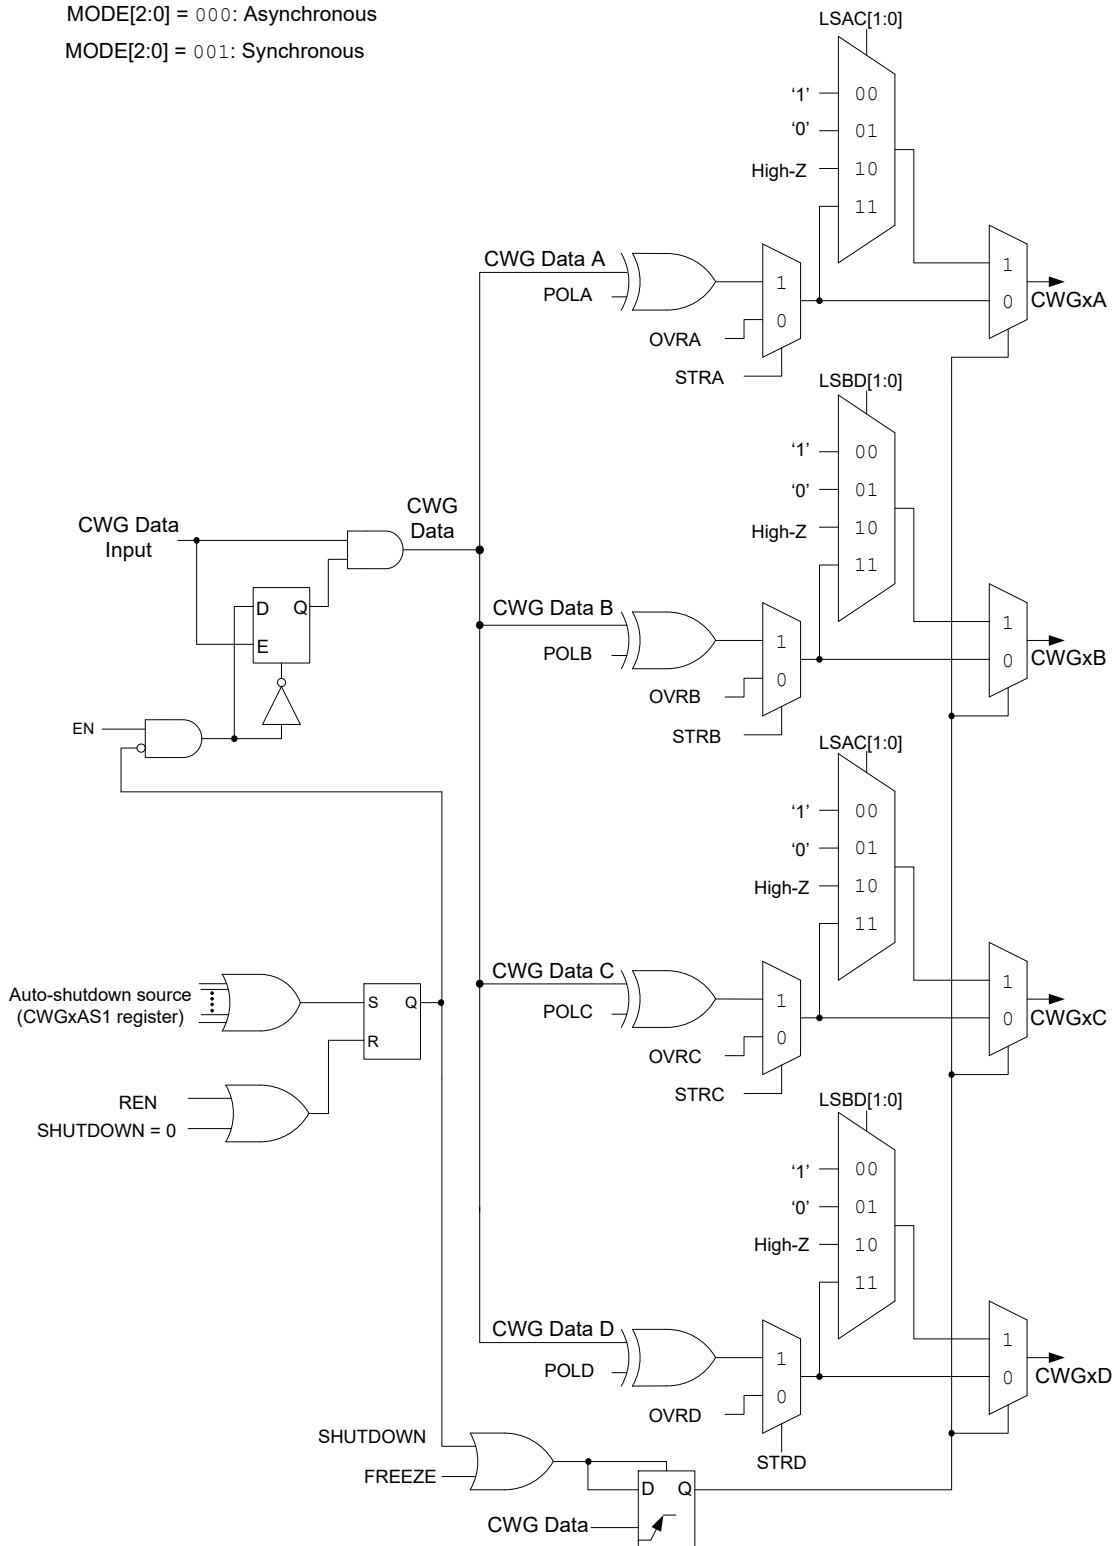 MODE[2:0] = 000: Asynchronous
MODE[2:0] = 001: Synchronous
LSAC[1:0]
‘1’
00
‘0’
01
High-Z
10
11
CWG Data A
POLA
1
0
OVRA
STRA
1
0
CWGxA
LSBD[1:0]
‘1’
00
‘0’
01
High-Z
10
11
CWG Data
Input
CWG
Data
D
Q
E
EN
CWG Data B
POLB
1
0
OVRB
STRB
1
0
CWGxB
LSAC[1:0]
‘1’
00
‘0’
01
High-Z
10
11
CWG Data C
POLC
1
0
OVRC
STRC
1
0
CWGxC
Auto-shutdown source
(CWGxAS1 register)
S
Q
R
REN
SHUTDOWN = 0
LSBD[1:0]
‘1’
00
‘0’
01
High-Z
10
11
CWG Data D
POLD
1
0
OVRD
STRD
1
0
CWGxD
SHUTDOWN
FREEZE
D
Q
CWG Data